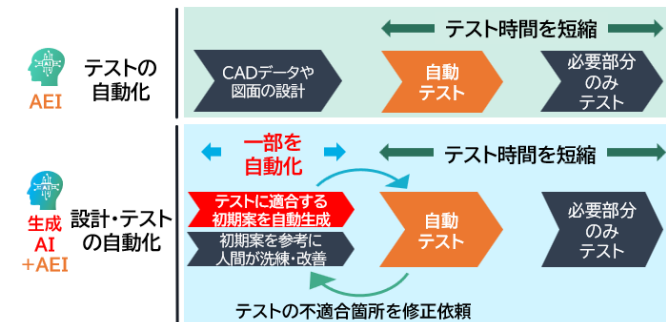 テスト時間を短縮
AEI
テストの
自動化
CADデータや
図面の設計
自動
テスト
必要部分
のみ
テスト
一部を
自動化
テスト時間を短縮
生成
AI
+AEI
設計・テスト
の自動化
テストに適合する
初期案を自動生成
初期案を参考に
人間が洗練・改善
自動
テスト
必要部分
のみ
テスト
テストの不適合箇所を修正依頼